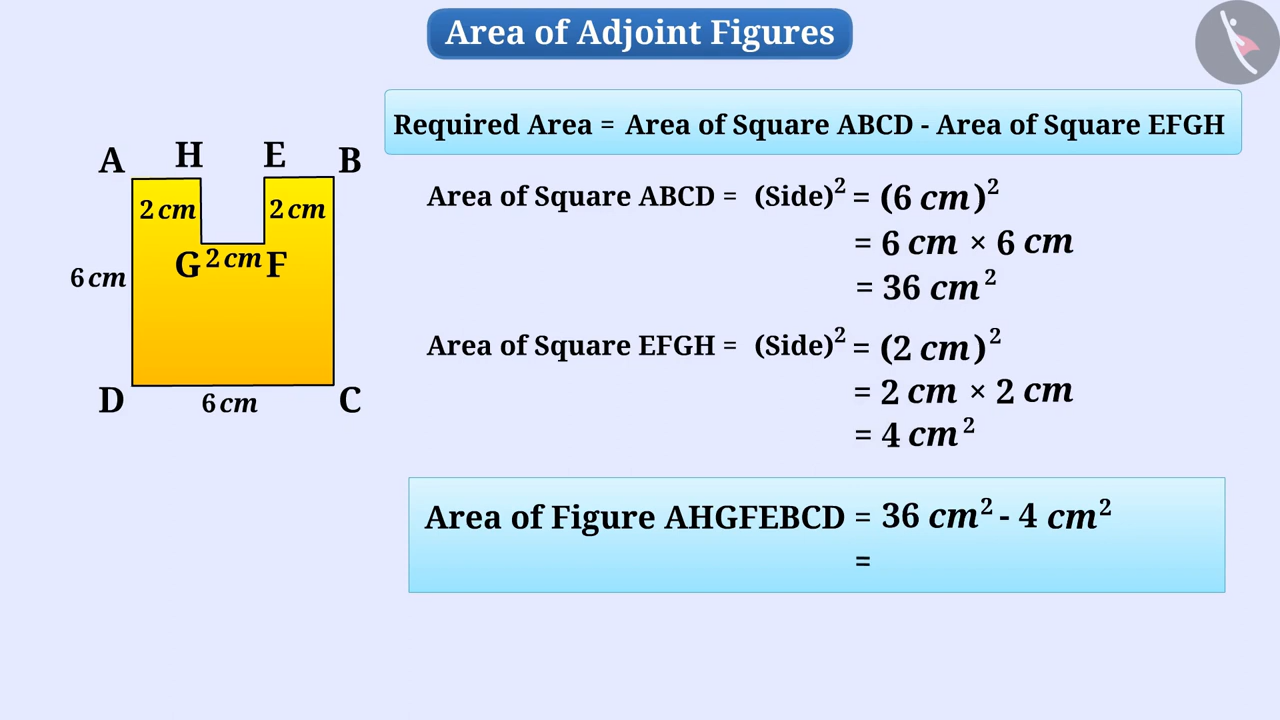 Area of Adjoint Figures
Required Area = Area of Square ABCD - Area of Square EFGH
A H E B
2 cm 2 cm
G 2 cm F
6 cm
D C
6 cm
Area of Square ABCD = (Side)² = (6 cm)²
= 6 cm × 6 cm
= 36 cm²
Area of Square EFGH = (Side)² = (2 cm)²
= 2 cm × 2 cm
= 4 cm²
Area of Figure AHGFEBCD = 36 cm² - 4 cm²
=